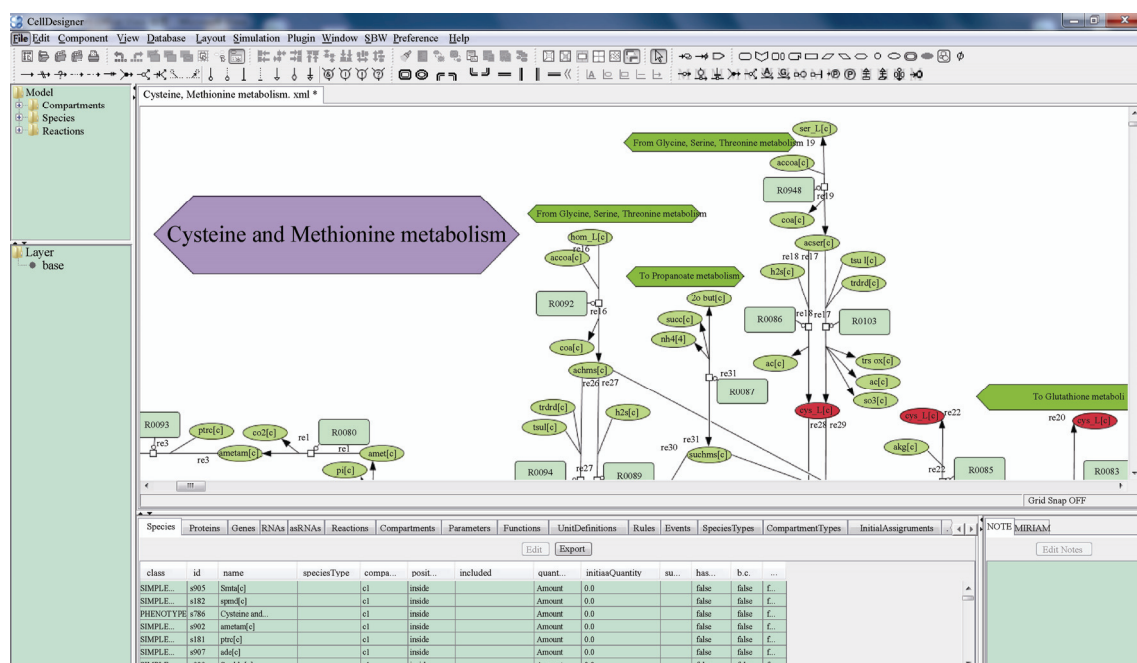 CellDesigner
File Edit Component View Database Layout Simulation Plugin Window SBW Preference Help
Model
Compartments
Species
Reactions
Layer
base
Cysteine, Methionine metabolism. xml *
Cysteine and Methionine metabolism
From Glycine, Serine, Threonine metabolism 19
ser_L[c]
accoa[c]
R0948
re19
coa[c]
From Glycine, Serine, Threonine metabolism
hom_L[c]
re16
accoa[c]
R0092
re16
coa[c]
achms[c]
re26 re27
To Propanoate metabolism
2o but[c]
succ[c]
nh4[4]
re31
R0087
acser[c]
re18 re17
h2s[c]
tsu l[c]
trdrd[c]
R0086
re18
re17
R0103
ac[c]
trs ox[c]
ac[c]
so3[c]
cys_L[c]
re28 re29
To Glutathione metaboli
re20
cys_L[c]
cys_L[c]
re22
akg[c]
re22
R0085
R0083
trdrd[c]
tsul[c]
h2s[c]
re27
R0094
R0089
re30
re31
suchms[c]
R0093
re3
ptrc[c]
re3
ametam[c]
co2[c]
re1
R0080
re1
amet[c]
pi[c]
Grid Snap OFF
Species Proteins Genes RNAs asRNAs Reactions Compartments Parameters Functions UnitDefinitions Rules Events SpeciesTypes CompartmentTypes InitialAssigruments
NOTE MIRIAM
Edit Export
Edit Notes
class id name speciesType compa... posit... included quant... initiaaQuantity su... has... b.c. ...
SIMPLE... s905 Smta[c] c1 inside Amount 0.0 false false f...
SIMPLE... s182 spmd[c] c1 inside Amount 0.0 false false f...
PHENOTYPE s786 Cysteine and... c1 inside Amount 0.0 false false f...
SIMPLE... s902 ametam[c] c1 inside Amount 0.0 false false f...
SIMPLE... s181 ptrc[c] c1 inside Amount 0.0 false false f...
SIMPLE... s907 ade[c] c1 inside Amount 0.0 false false f...